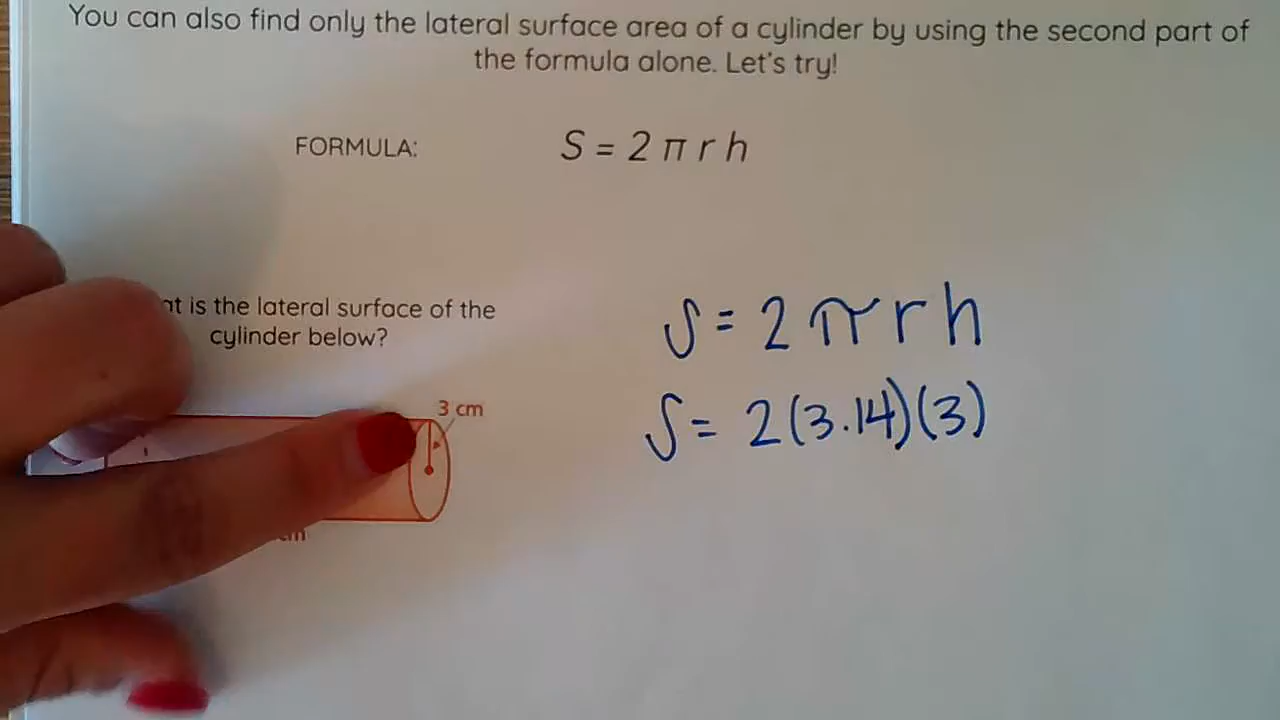 You can also find only the lateral surface area of a cylinder by using the second part of
the formula alone. Let's try!
FORMULA: S = 2 π r h
is the lateral surface of the
cylinder below?
3 cm
S = 2 π r h
S = 2(3.14)(3)